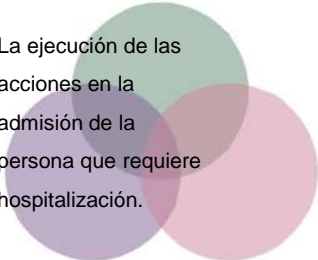 La ejecución de las
acciones en la
admisión de la
persona que requiere
hospitalización.